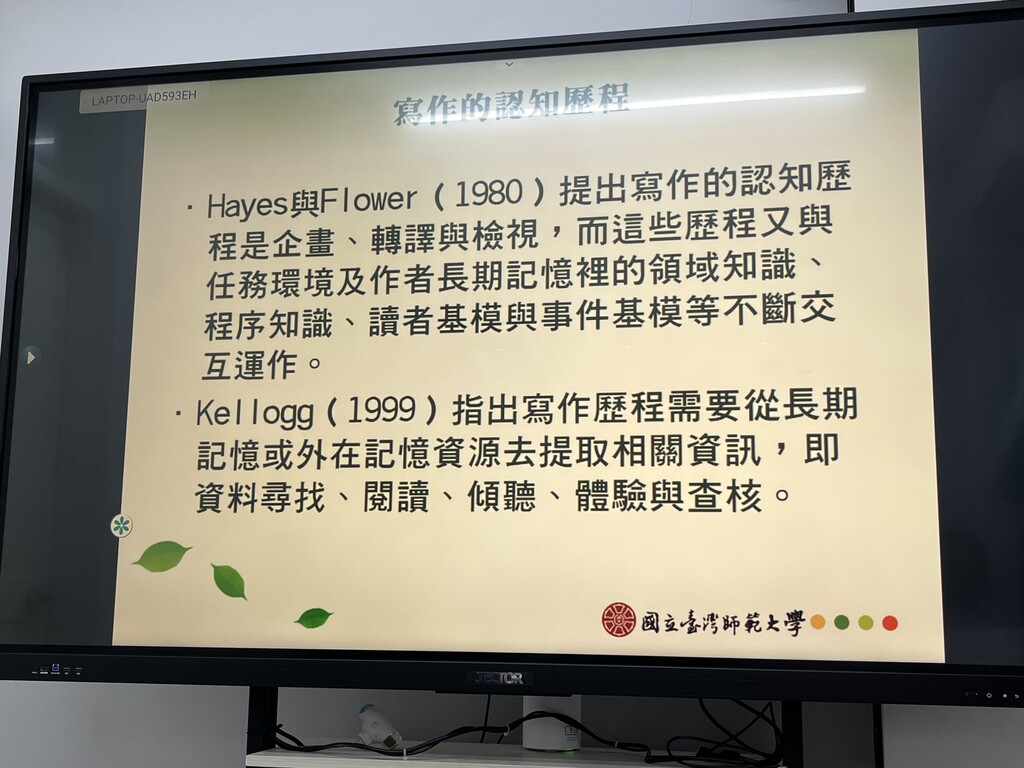 LAPTOP-UAD593EH
寫作的認知歷程
· Hayes與Flower（1980）提出寫作的認知歷
程是企畫、轉譯與檢視，而這些歷程又與
任務環境及作者長期記憶裡的領域知識、
程序知識、讀者基模與事件基模等不斷交
互運作。
· Kellogg（1999）指出寫作歷程需要從長期
記憶或外在記憶資源去提取相關資訊，即
資料尋找、閱讀、傾聽、體驗與查核。
國立臺灣師範大學
JECTOR